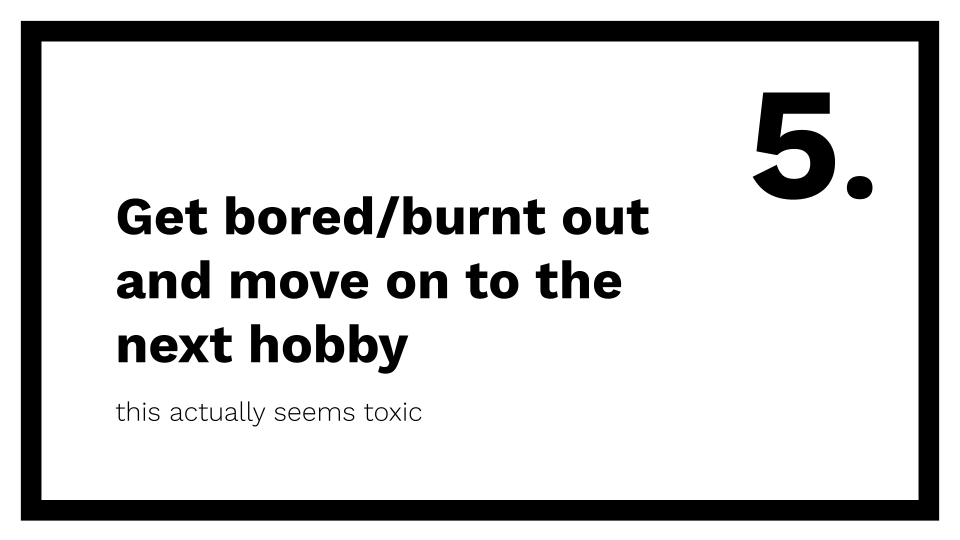 5.
Get bored/burnt out
and move on to the
next hobby
this actually seems toxic